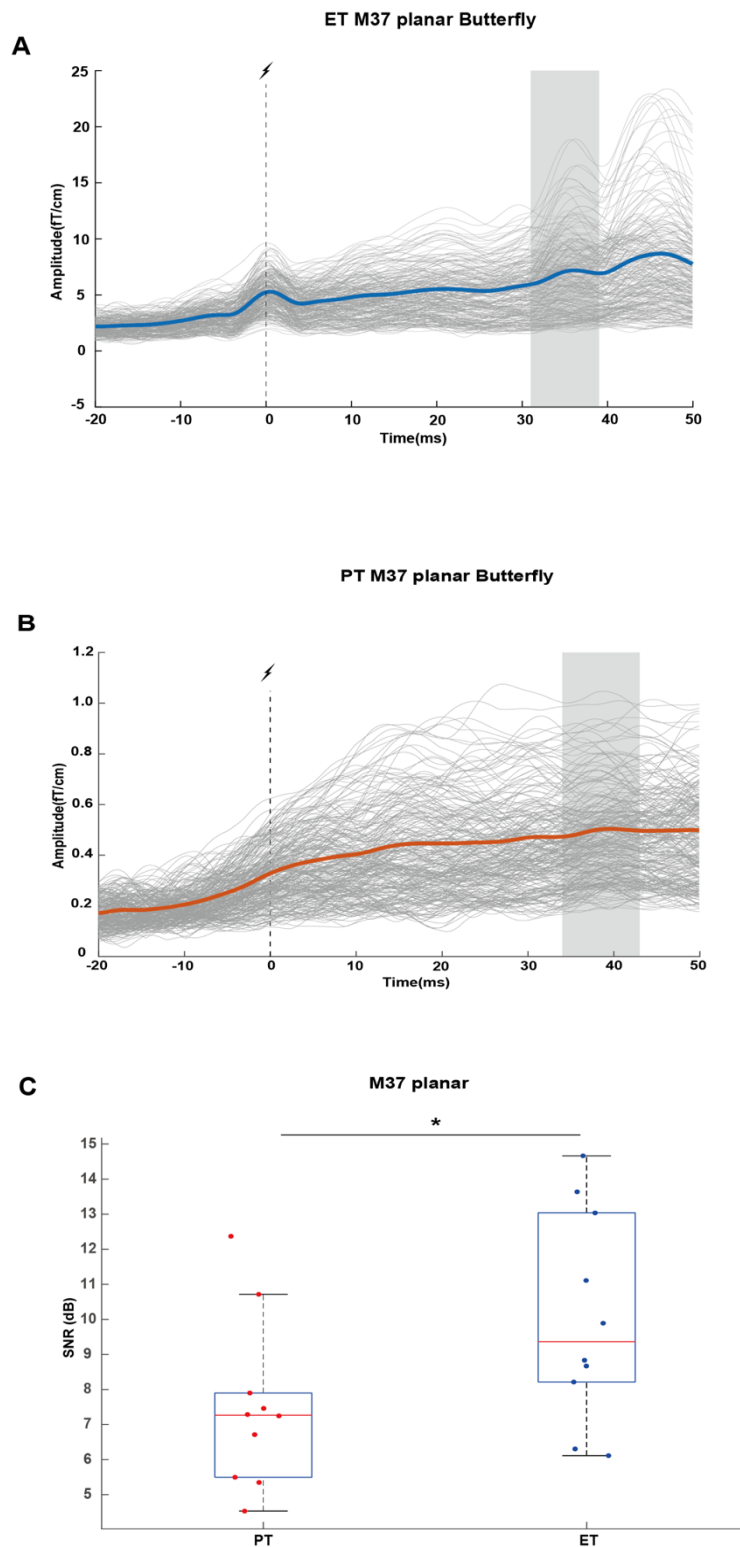 ET M37 planar Butterfly
A
25
20
15
10
5
0
-5
Amplitude(fT/cm)
-20 -10 0 10 20 30 40 50
Time(ms)
PT M37 planar Butterfly
B
1.2
1.0
0.8
0.6
0.4
0.2
0
Amplitude(fT/cm)
-20 -10 0 10 20 30 40 50
Time(ms)
C
M37 planar
*
15
14
13
12
11
10
9
8
7
6
5
SNR (dB)
PT ET